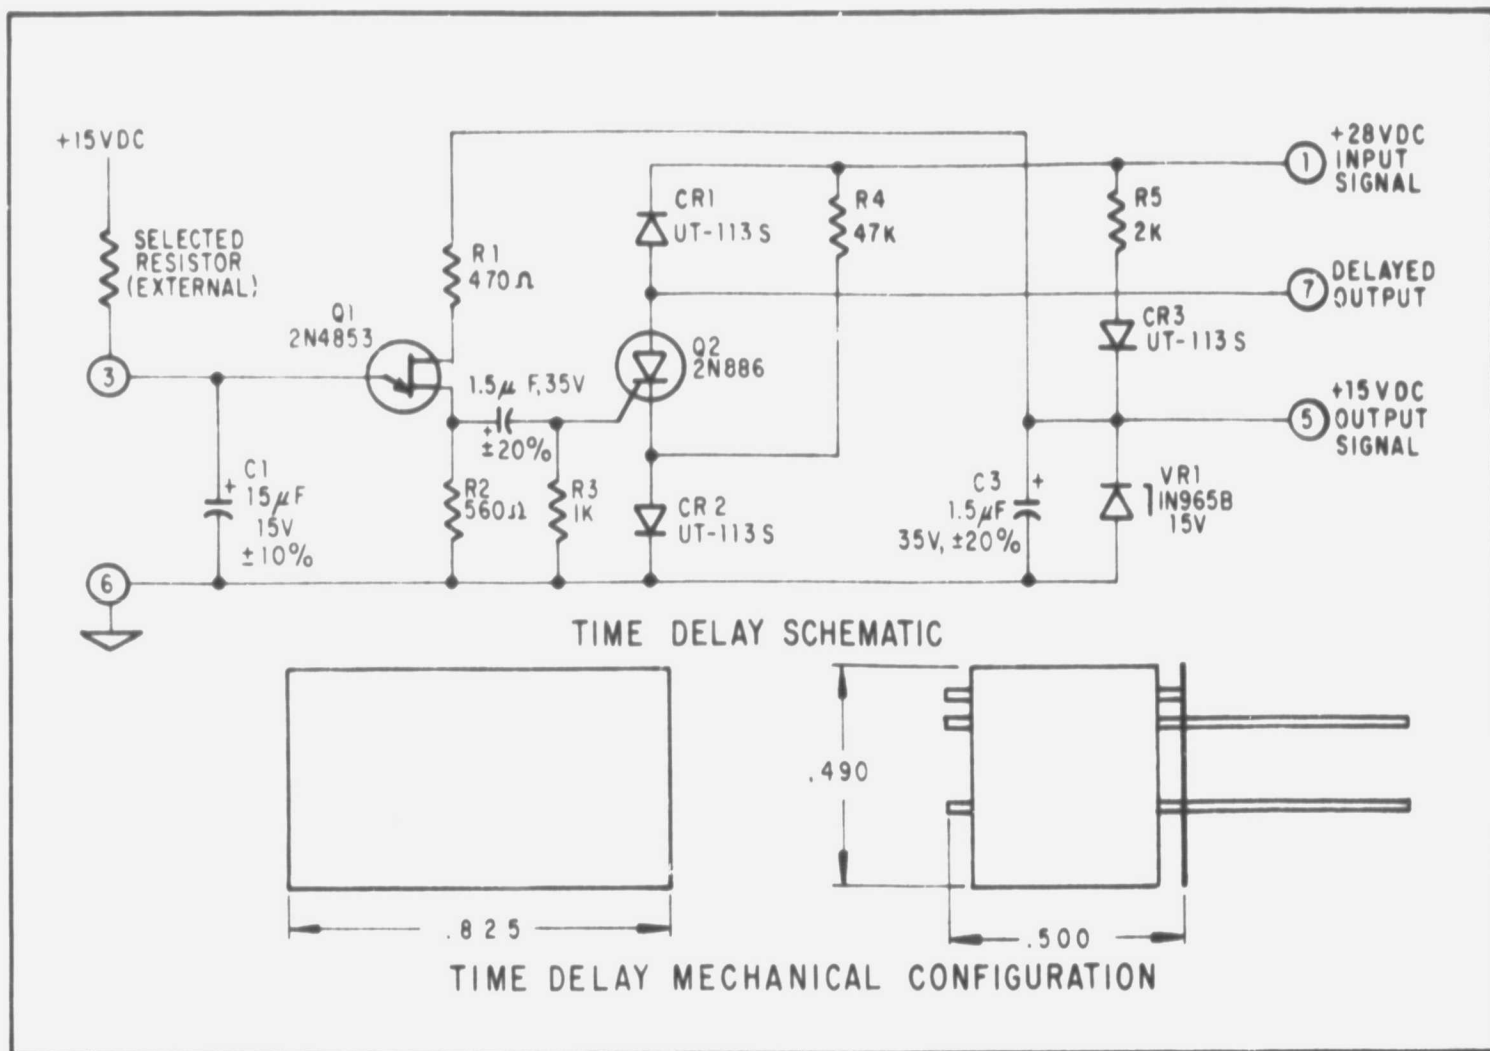 +15VDC
SELECTED
RESISTOR
(EXTERNAL)
3
6
Q1
2N4853
R1
470Ω
C1
15µF
15V
±10%
+
1.5µ F,35V
+
±20%
R2
560Ω
R3
1K
CR1
UT-113S
Q2
2N886
CR2
UT-113S
R4
47K
R5
2K
CR3
UT-113S
C3
+
1.5µF
35V, ±20%
VR1
1N965B
15V
1
+28VDC
INPUT
SIGNAL
7
DELAYED
OUTPUT
5
+15VDC
OUTPUT
SIGNAL
TIME DELAY SCHEMATIC
.825
.490
.500
TIME DELAY MECHANICAL CONFIGURATION